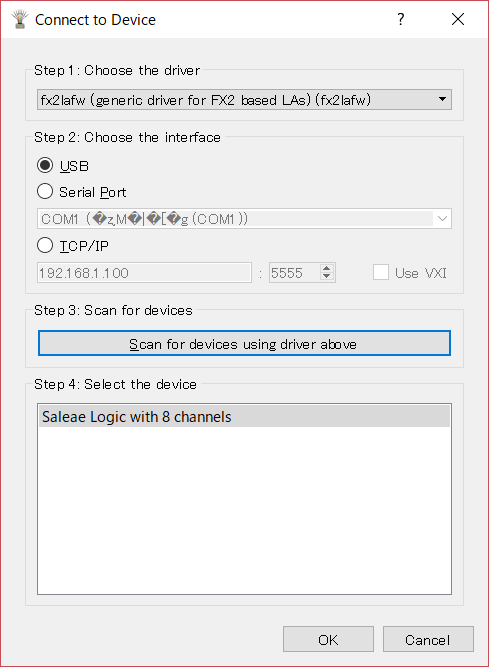 Connect to Device
Step 1: Choose the driver
fx2lafw (generic driver for FX2 based LAs) (fx2lafw)
Step 2: Choose the interface
USB
Serial Port
COM1 (�z,M�|�[�g (COM1))
TCP/IP
192.168.1.100 : 5555 Use VXI
Step 3: Scan for devices
Scan for devices using driver above
Step 4: Select the device
Saleae Logic with 8 channels
OK Cancel